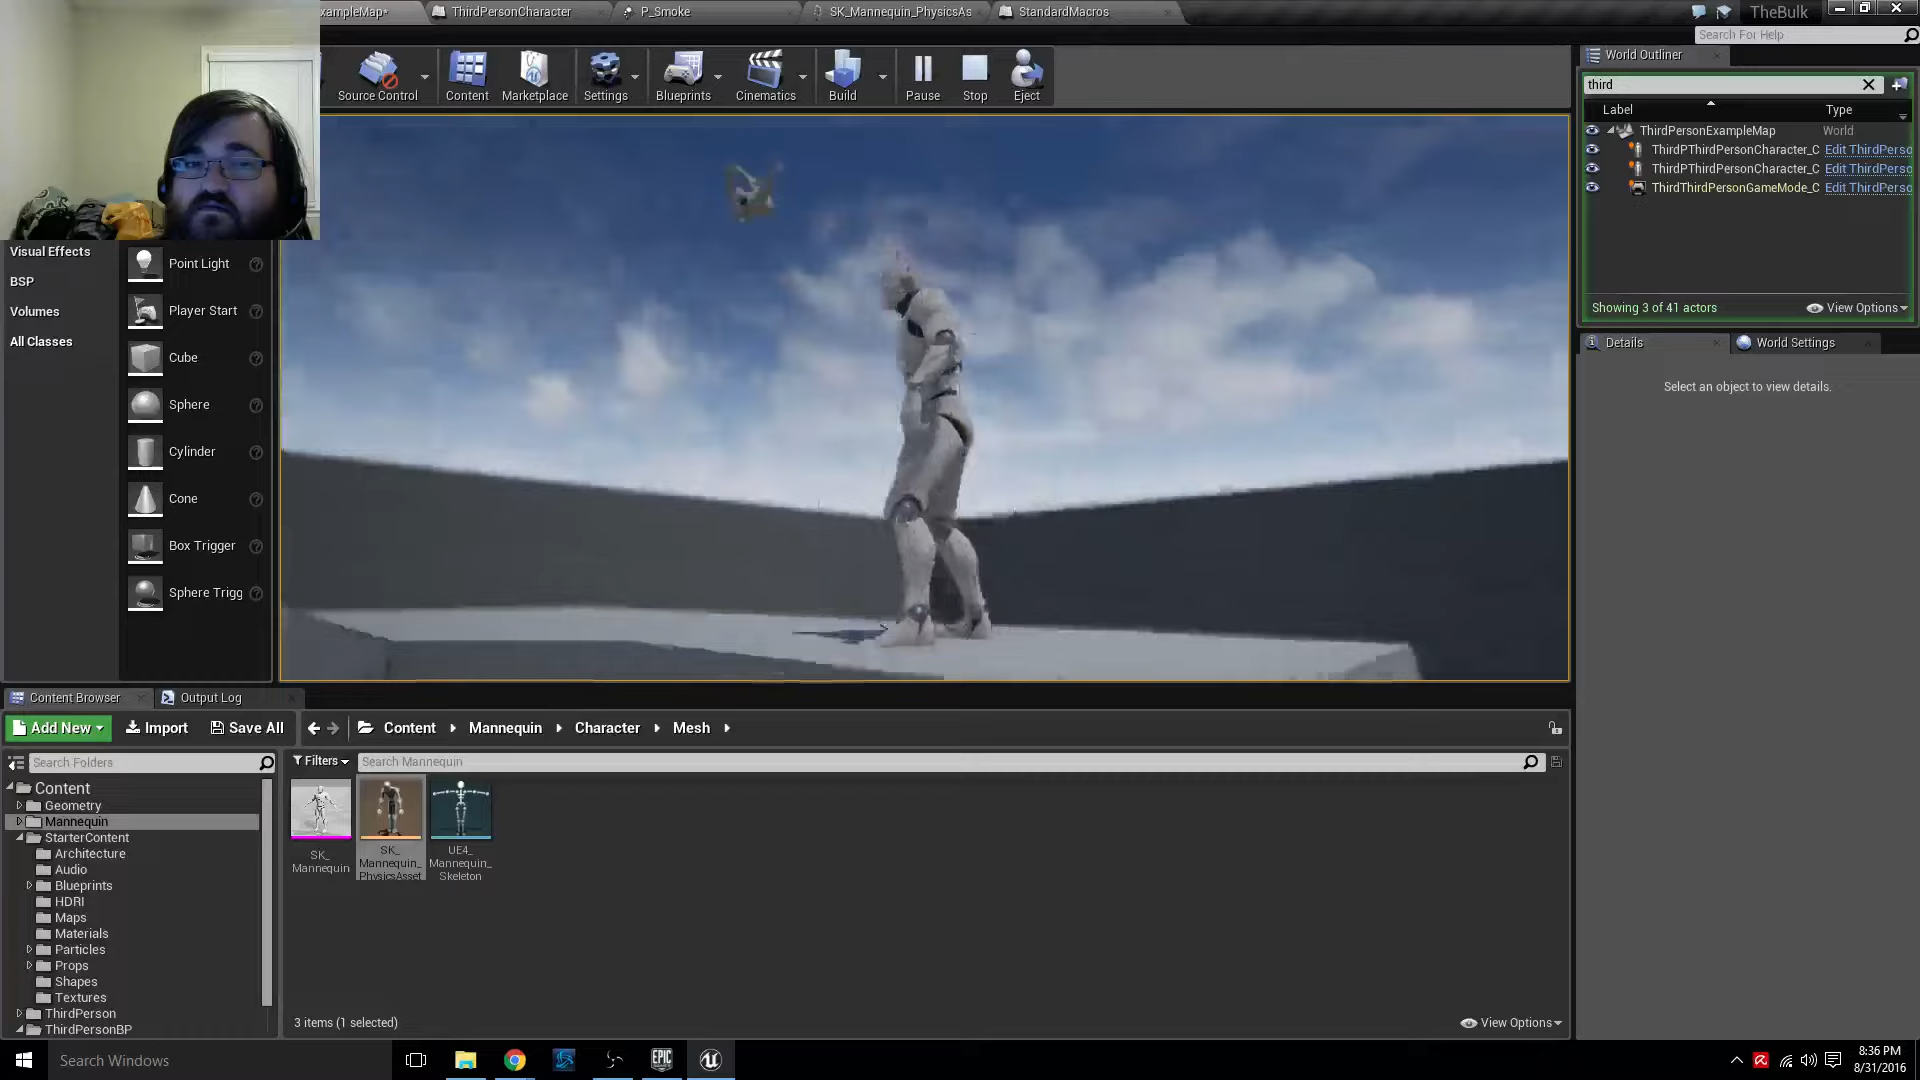 xampleMap*
ThirdPersonCharacter
P_Smoke
SK_Mannequin_PhysicsAs
StandardMacros
TheBulk
Search For Help
Source Control
Content
Marketplace
Settings
Blueprints
Cinematics
Build
Pause
Stop
Eject
World Outliner
third
Label
Type
ThirdPersonExampleMap
World
ThirdPThirdPersonCharacter_C
Edit ThirdPerso
ThirdPThirdPersonCharacter_C
Edit ThirdPerso
ThirdThirdPersonGameMode_C
Edit ThirdPerso
Showing 3 of 41 actors
View Options
Details
World Settings
Select an object to view details.
Visual Effects
BSP
Volumes
All Classes
Point Light
Player Start
Cube
Sphere
Cylinder
Cone
Box Trigger
Sphere Trigg
Content Browser
Output Log
Add New
Import
Save All
Content
Mannequin
Character
Mesh
Search Folders
Filters
Search Mannequin
Content
Geometry
Mannequin
StarterContent
Architecture
Audio
Blueprints
HDRI
Maps
Materials
Particles
Props
Shapes
Textures
ThirdPerson
ThirdPersonBP
SK_
Mannequin
SK_
Mannequin_
PhysicsAsset
UE4_
Mannequin_
Skeleton
3 items (1 selected)
View Options
Search Windows
EPIC
8:36 PM
8/31/2016